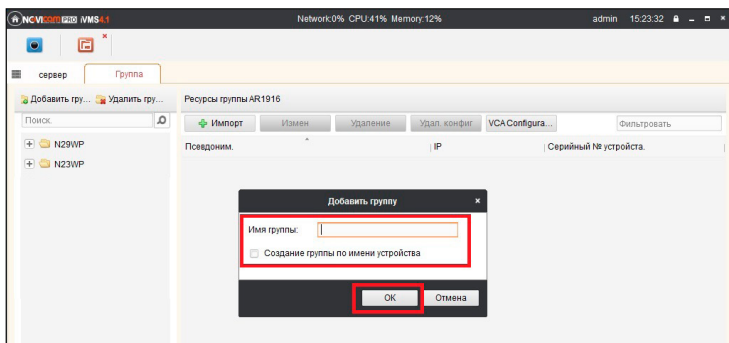 NOVICOM PRO iVMS4.1 Network:0% CPU:41% Memory:12% admin 15:23:32
сервер Группа
Добавить гру... Удалить гру... Ресурсы группы AR1916
Поиск. Импорт Измен Удаление Удал. конфиг VCA Configura... Фильтровать
Псевдоним. IP Серийный № устройста.
N29WP
N23WP
Добавить группу
Имя группы:
Создание группы по имени устройства
OK Отмена